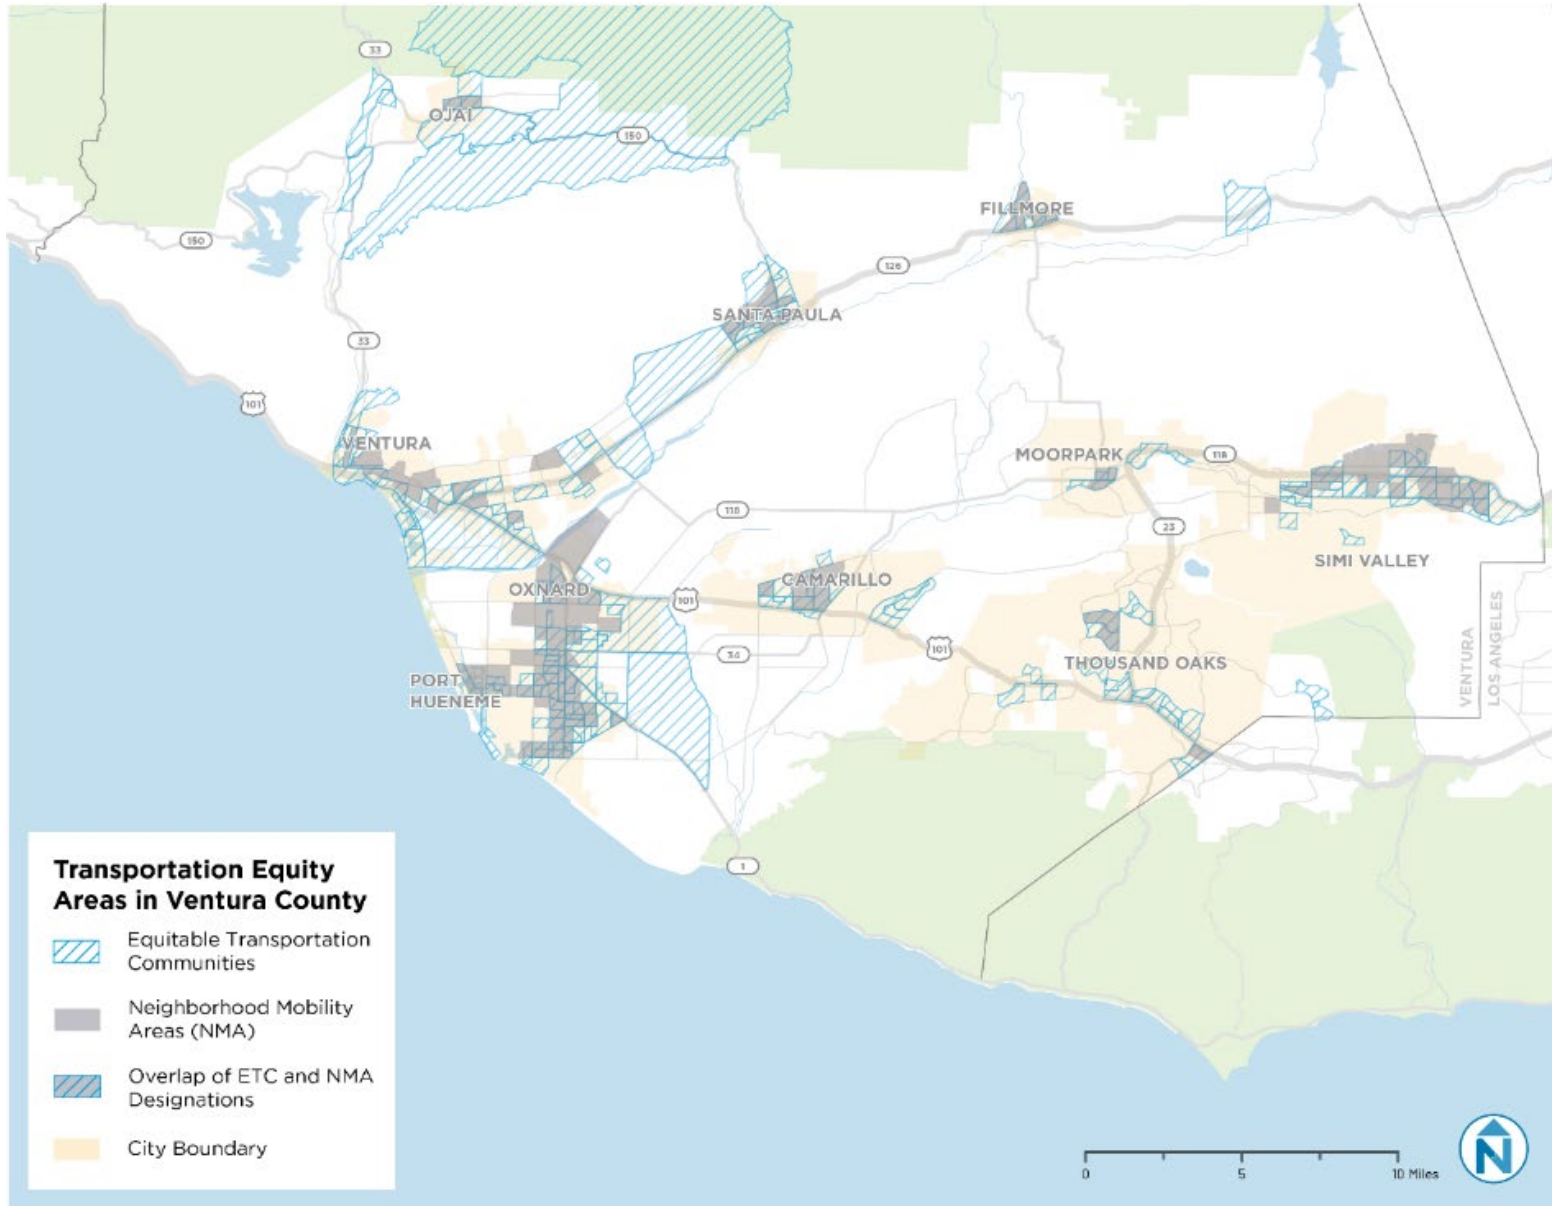 33
OJAI
150
FILLMORE
150
126
SANTA PAULA
33
101
VENTURA
MOORPARK
118
118
23
SIMI VALLEY
CAMARILLO
OXNARD
101
101
34
THOUSAND OAKS
VENTURA
LOS ANGELES
PORT
HUENEME
1
Transportation Equity
Areas in Ventura County
Equitable Transportation
Communities
Neighborhood Mobility
Areas (NMA)
Overlap of ETC and NMA
Designations
City Boundary
0
5
10 Miles
N